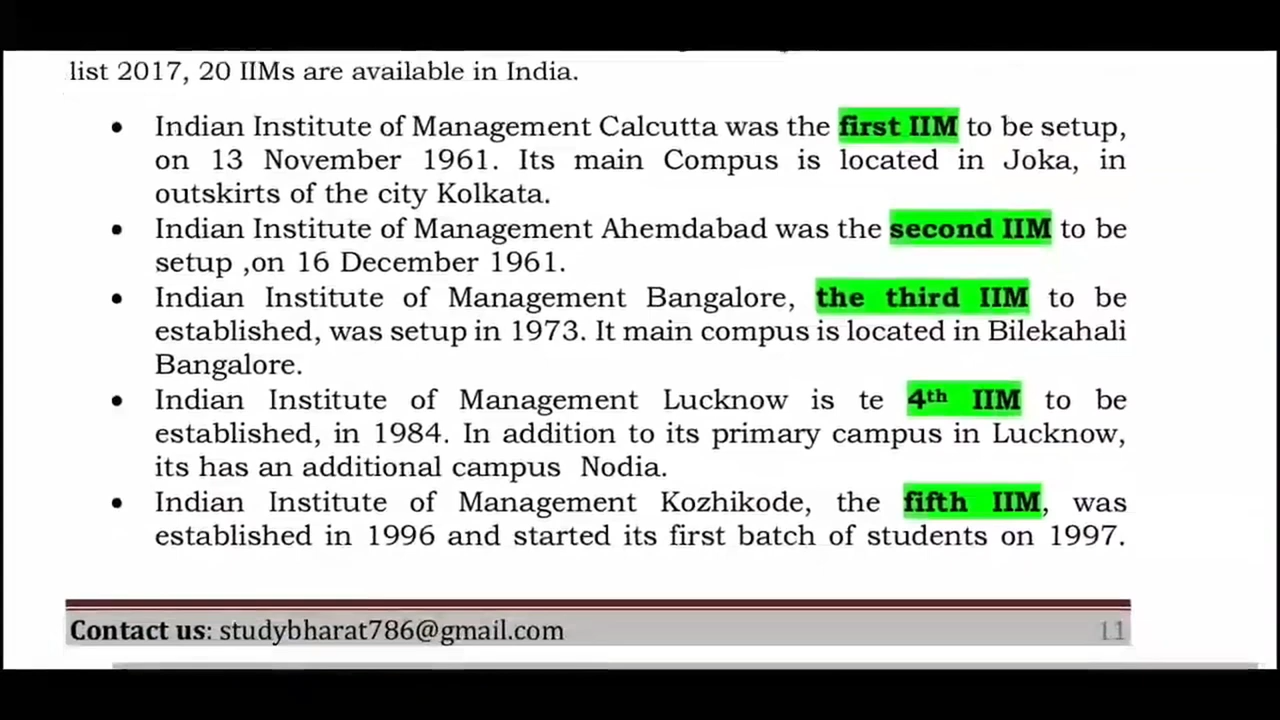 list 2017, 20 IIMs are available in India.
• Indian Institute of Management Calcutta was the first IIM to be setup,
on 13 November 1961. Its main Compus is located in Joka, in
outskirts of the city Kolkata.
• Indian Institute of Management Ahemdabad was the second IIM to be
setup ,on 16 December 1961.
• Indian Institute of Management Bangalore, the third IIM to be
established, was setup in 1973. It main compus is located in Bilekahali
Bangalore.
• Indian Institute of Management Lucknow is te 4th IIM to be
established, in 1984. In addition to its primary campus in Lucknow,
its has an additional campus Nodia.
• Indian Institute of Management Kozhikode, the fifth IIM, was
established in 1996 and started its first batch of students on 1997.
Contact us: studybharat786@gmail.com 11